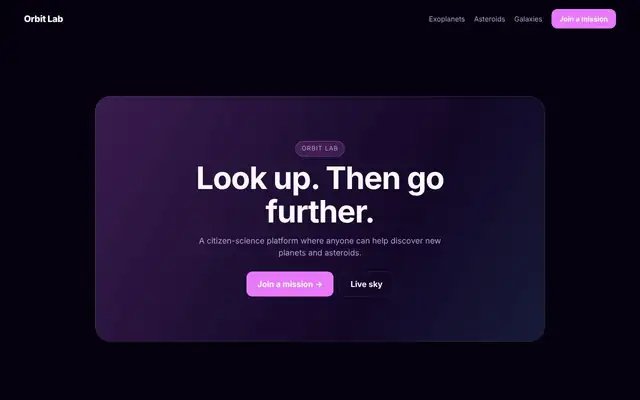 Orbit Lab
Exoplanets
Asteroids
Galaxies
Join a mission
ORBIT LAB
Look up. Then go
further.
A citizen-science platform where anyone can help discover new
planets and asteroids.
Join a mission →
Live sky